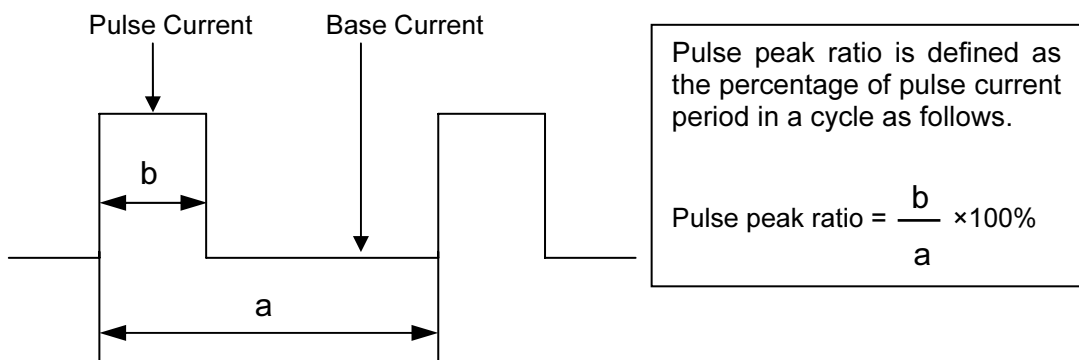 Pulse Current
Base Current
b
a
Pulse peak ratio is defined as
the percentage of pulse current
period in a cycle as follows.
Pulse peak ratio = b/a ×100%